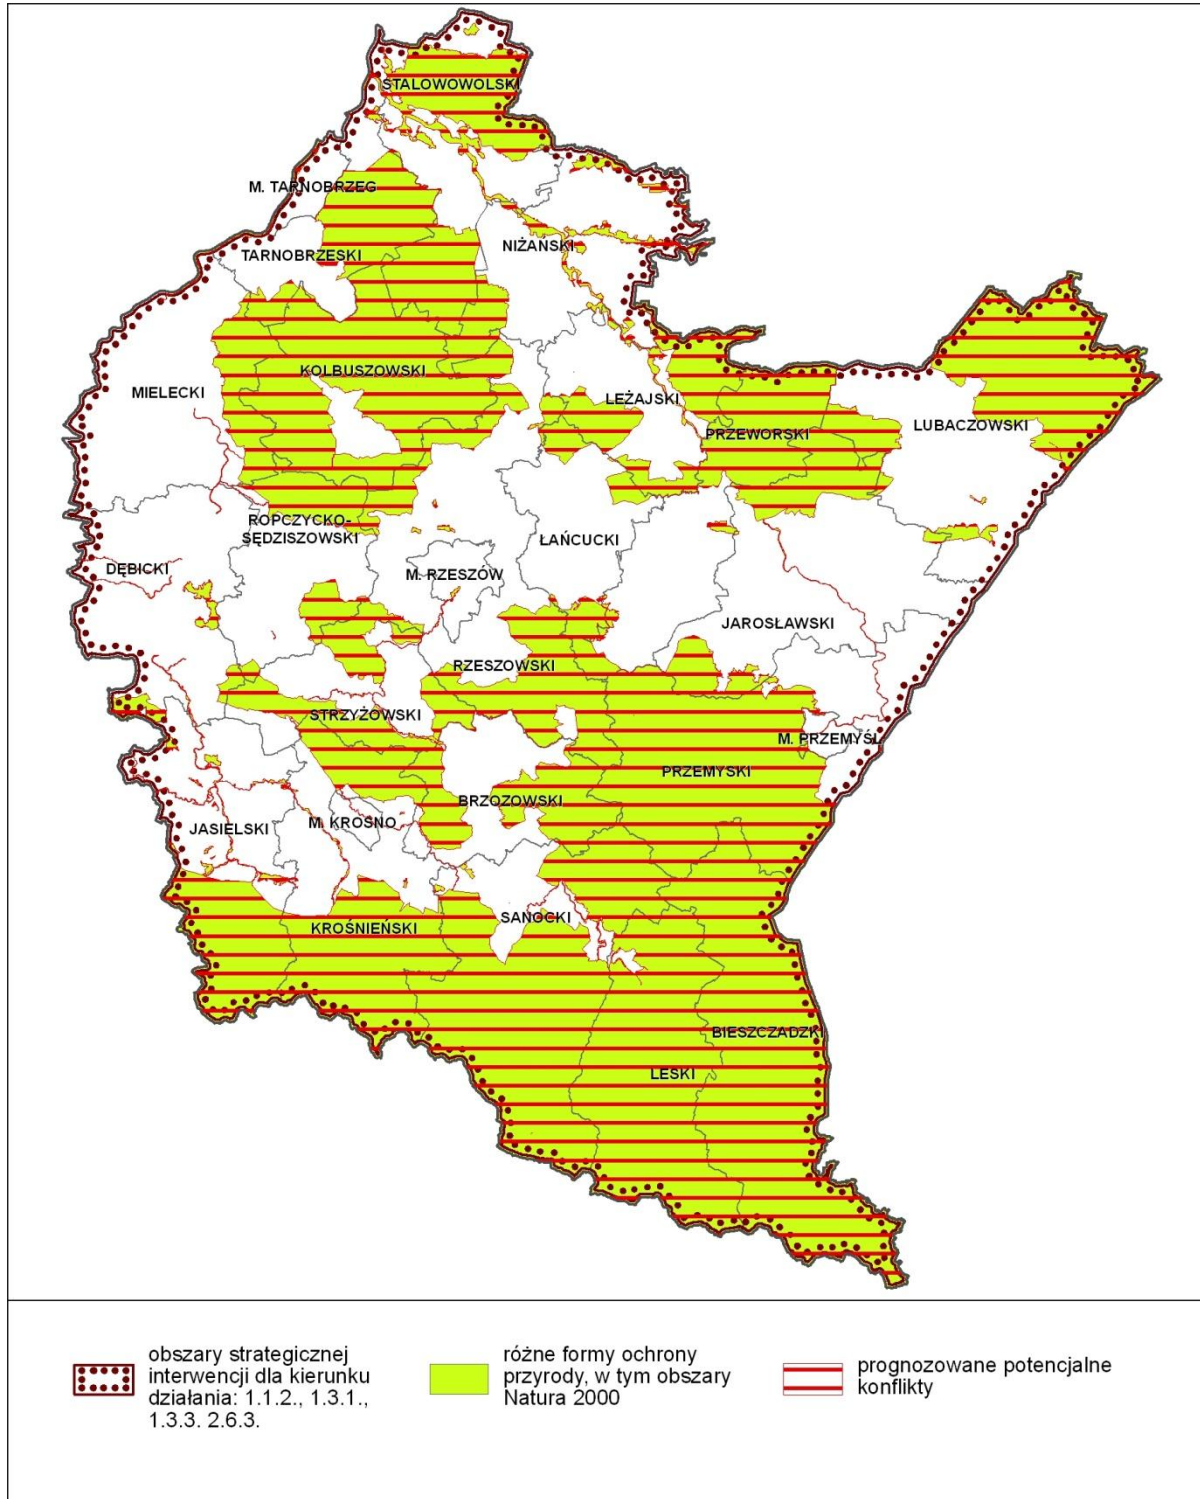 STALOWOWOLSKI
M. TARNOBRZEG
NIŻAŃSKI
TARNOBRZESKI
KOLBUSZOWSKI
MIELECKI
LEŻAJSKI
LUBACZOWSKI
PRZEWORSKI
ROPCZYCKO-
SĘDZISZOWSKI
ŁAŃCUCKI
DĘBICKI
M. RZESZÓW
JAROSŁAWSKI
RZESZOWSKI
STRZYŻOWSKI
M. PRZEMYŚL
PRZEMYSKI
BRZOZOWSKI
JASIELSKI
M. KROSNO
SANOCKI
KROŚNIEŃSKI
BIESZCZADZKI
LESKI
obszary strategicznej
interwencji dla kierunku
działania: 1.1.2., 1.3.1.,
1.3.3. 2.6.3.
różne formy ochrony
przyrody, w tym obszary
Natura 2000
prognozowane potencjalne
konflikty